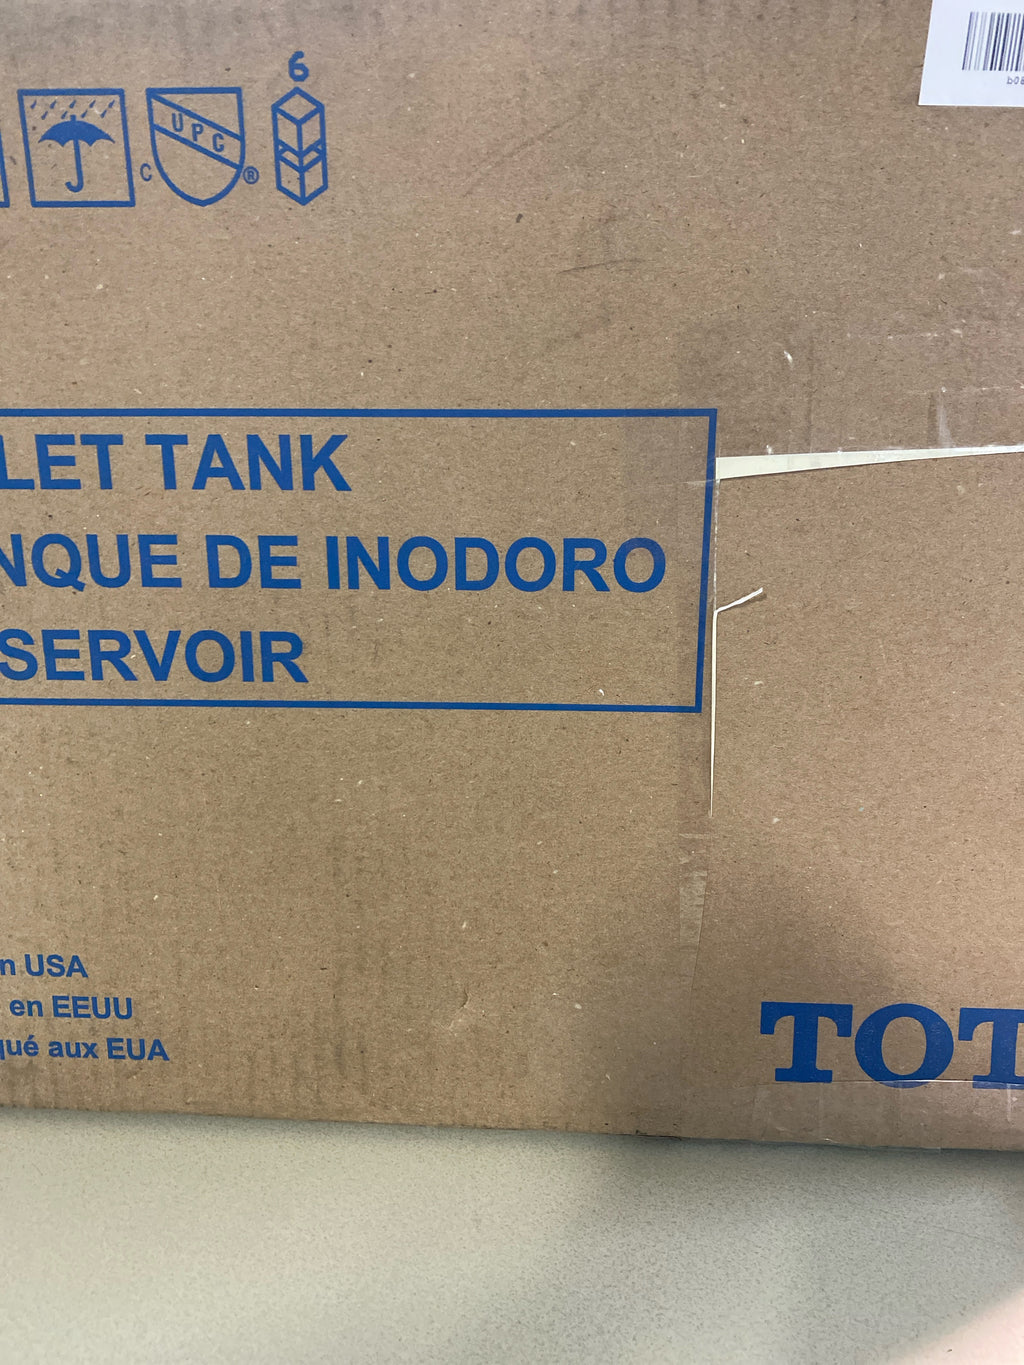 6
UPC
C ®
LET TANK
NQUE DE INODORO
SERVOIR
n USA
en EEUU
qué aux EUA
TOT